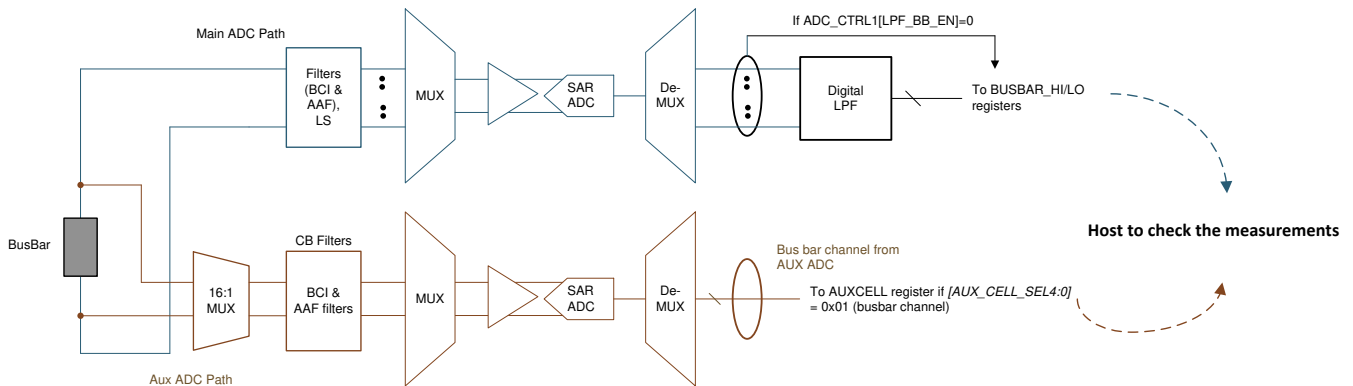 If ADC_CTRL1[LPF_BB_EN]=0
Main ADC Path
Filters
(BCI &
AAF),
LS
MUX
SAR
ADC
De-
MUX
Digital
LPF
To BUSBAR_HI/LO
registers
BusBar
CB Filters
16:1
MUX
BCI &
AAF filters
MUX
SAR
ADC
De-
MUX
Bus bar channel from
AUX ADC
To AUXCELL register if [AUX_CELL_SEL4:0]
= 0x01 (busbar channel)
Host to check the measurements
Aux ADC Path